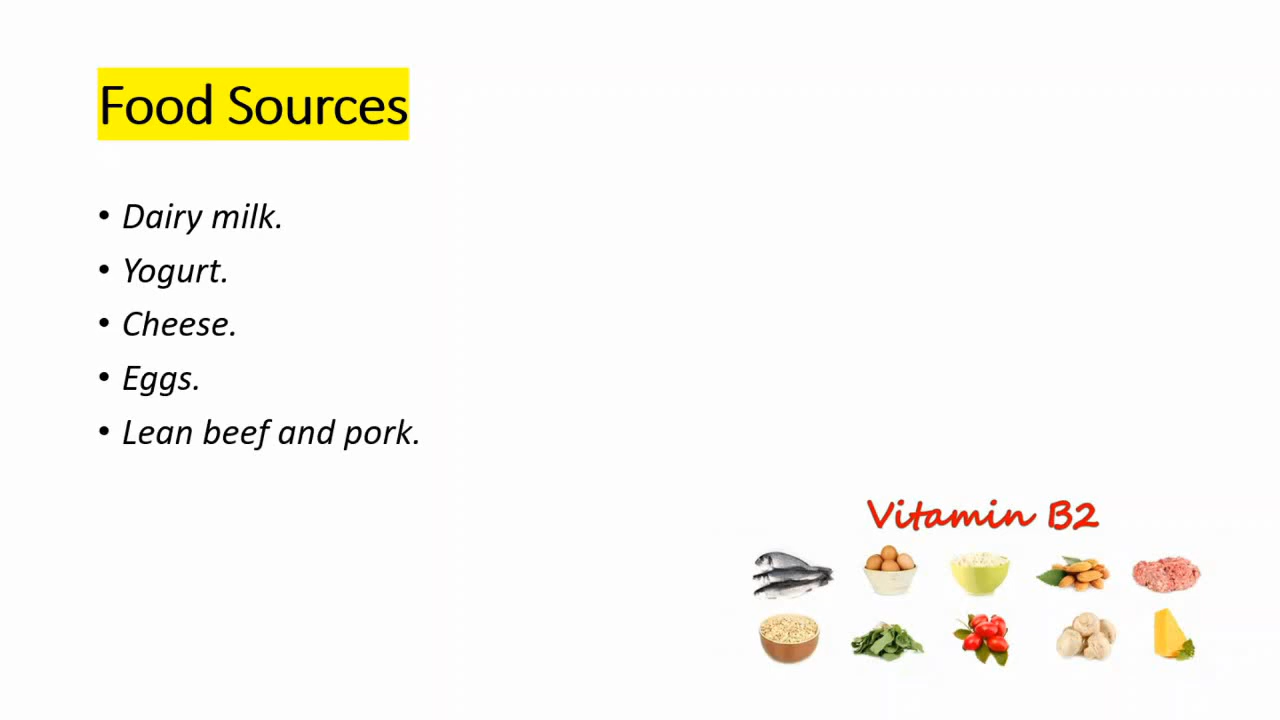 Food Sources
• Dairy milk.
• Yogurt.
• Cheese.
• Eggs.
• Lean beef and pork.
Vitamin B2